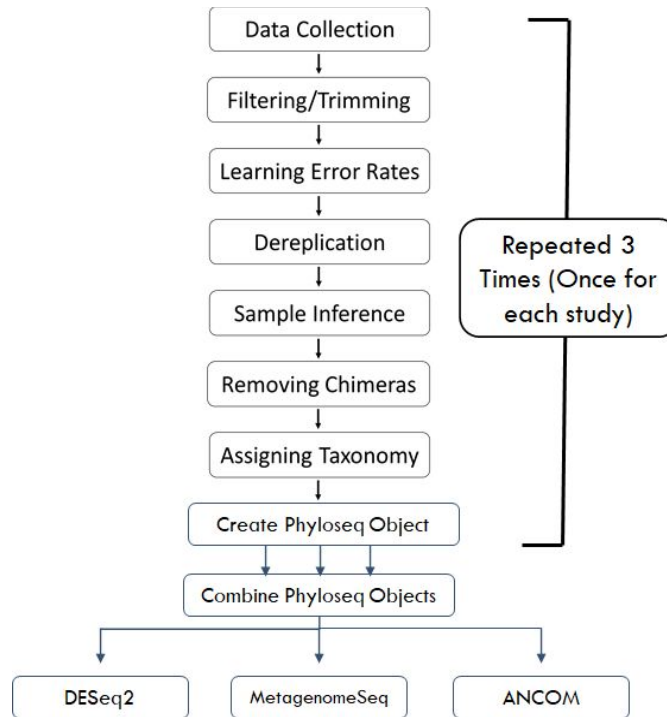 Data Collection
Filtering/Trimming
Learning Error Rates
Dereplication
Sample Inference
Removing Chimeras
Assigning Taxonomy
Create Phyloseq Object
Repeated 3
Times (Once for
each study)
Combine Phyloseq Objects
DESeq2
MetagenomeSeq
ANCOM